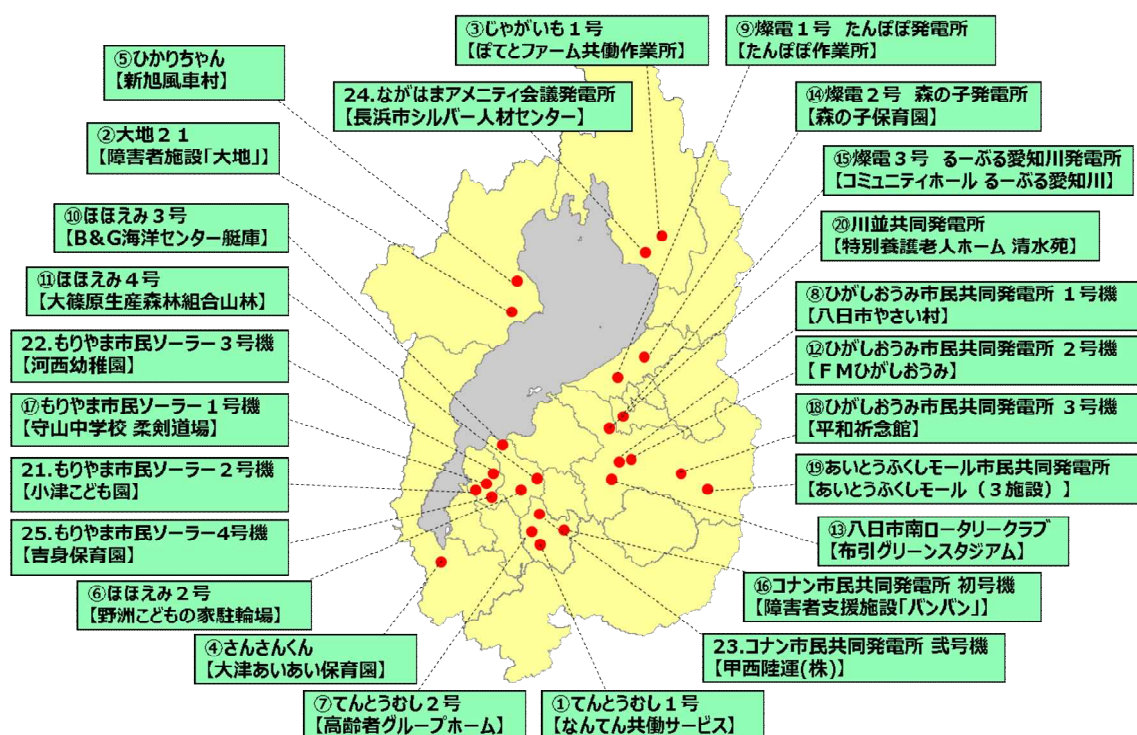 ③じゃがいも１号
【ぽてとファーム共働作業所】
⑨燦電１号 たんぽぽ発電所
【たんぽぽ作業所】
⑤ひかりちゃん
【新旭風車村】
24.ながはまアメニティ会議発電所
【長浜市シルバー人材センター】
⑭燦電２号 森の子発電所
【森の子保育園】
②大地２１
【障害者施設「大地」】
⑮燦電３号 るーぶる愛知川発電所
【コミュニティホール るーぶる愛知川】
⑩ほほえみ３号
【B＆G海洋センター艇庫】
⑳川並共同発電所
【特別養護老人ホーム 清水苑】
⑪ほほえみ４号
【大篠原生産森林組合山林】
⑧ひがしおうみ市民共同発電所 １号機
【八日市やさい村】
22.もりやま市民ソーラー３号機
【河西幼稚園】
⑫ひがしおうみ市民共同発電所 ２号機
【ＦＭひがしおうみ】
⑰もりやま市民ソーラー１号機
【守山中学校 柔剣道場】
⑱ひがしおうみ市民共同発電所 ３号機
【平和祈念館】
21.もりやま市民ソーラー２号機
【小津こども園】
⑲あいとうふくしモール市民共同発電所
【あいとうふくしモール（３施設）】
25.もりやま市民ソーラー4号機
【吉身保育園】
⑬八日市南ロータリークラブ
【布引グリーンスタジアム】
⑥ほほえみ２号
【野洲こどもの家駐輪場】
⑯コナン市民共同発電所 初号機
【障害者支援施設「バンバン」】
④さんさんくん
【大津あいあい保育園】
23.コナン市民共同発電所 弐号機
【甲西陸運(株)】
⑦てんとうむし２号
【高齢者グループホーム】
①てんとうむし１号
【なんてん共働サービス】